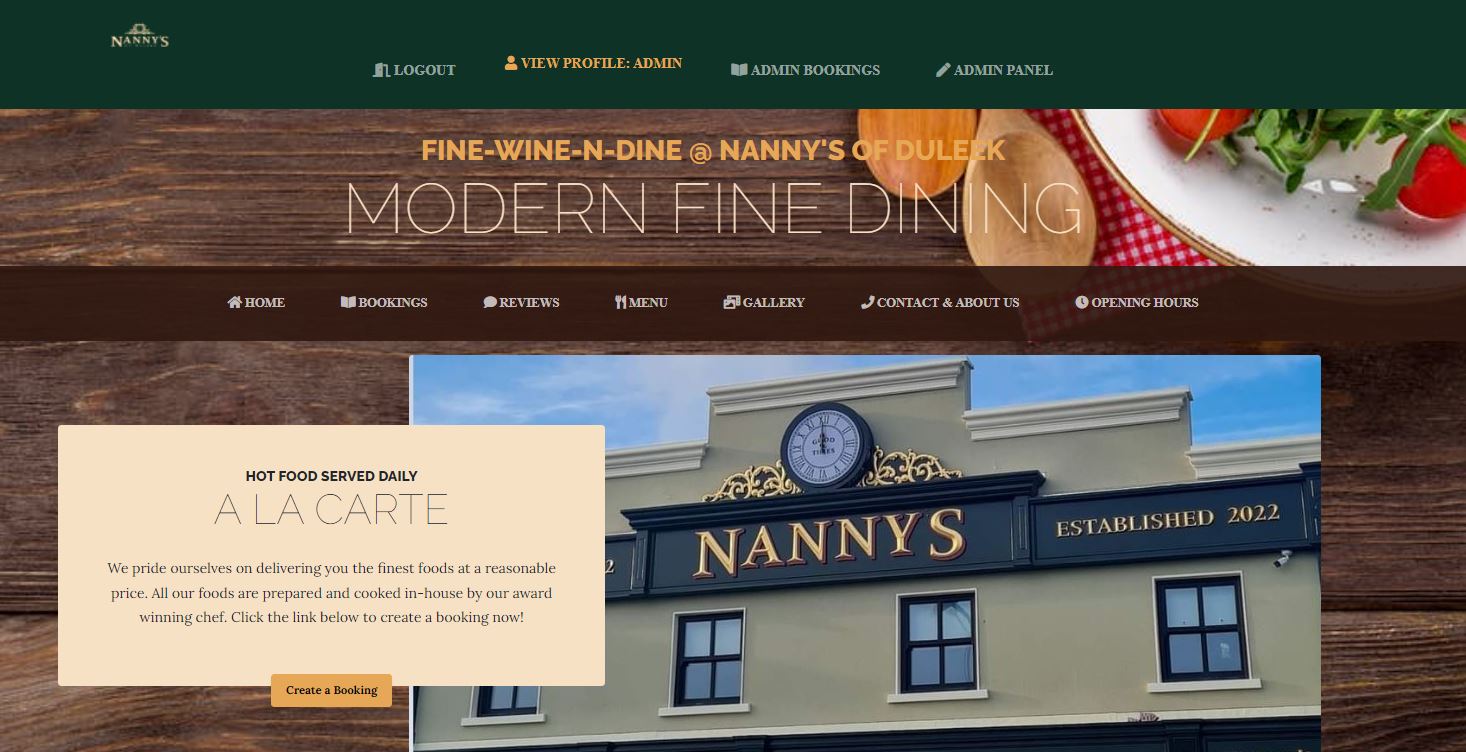 NANNY'S
LOGOUT
VIEW PROFILE: ADMIN
ADMIN BOOKINGS
ADMIN PANEL
FINE-WINE-N-DINE @ NANNY'S OF DULEEK
MODERN FINE DINING
HOME
BOOKINGS
REVIEWS
MENU
GALLERY
CONTACT & ABOUT US
OPENING HOURS
GOOD
TIMES
NANNY'S
ESTABLISHED 2022
2
HOT FOOD SERVED DAILY
A LA CARTE
We pride ourselves on delivering you the finest foods at a reasonable
price. All our foods are prepared and cooked in-house by our award
winning chef. Click the link below to create a booking now!
Create a Booking